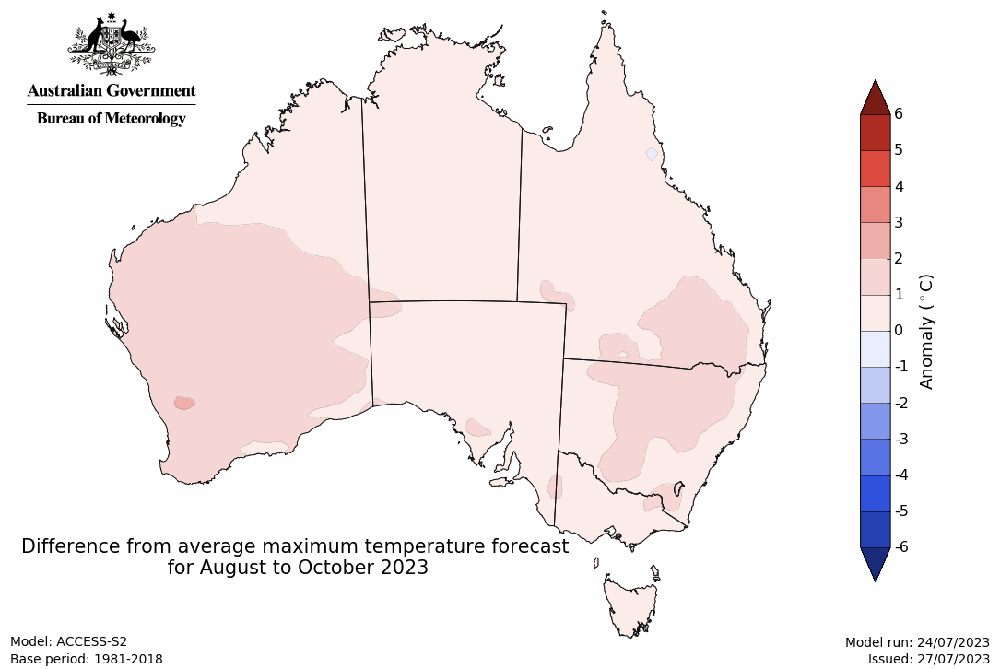 Australian Government
Bureau of Meteorology
6
5
4
3
2
1
0
-1
-2
-3
-4
-5
-6
Anomaly (°C)
Difference from average maximum temperature forecast
for August to October 2023
Model: ACCESS-S2
Base period: 1981-2018
Model run: 24/07/2023
Issued: 27/07/2023